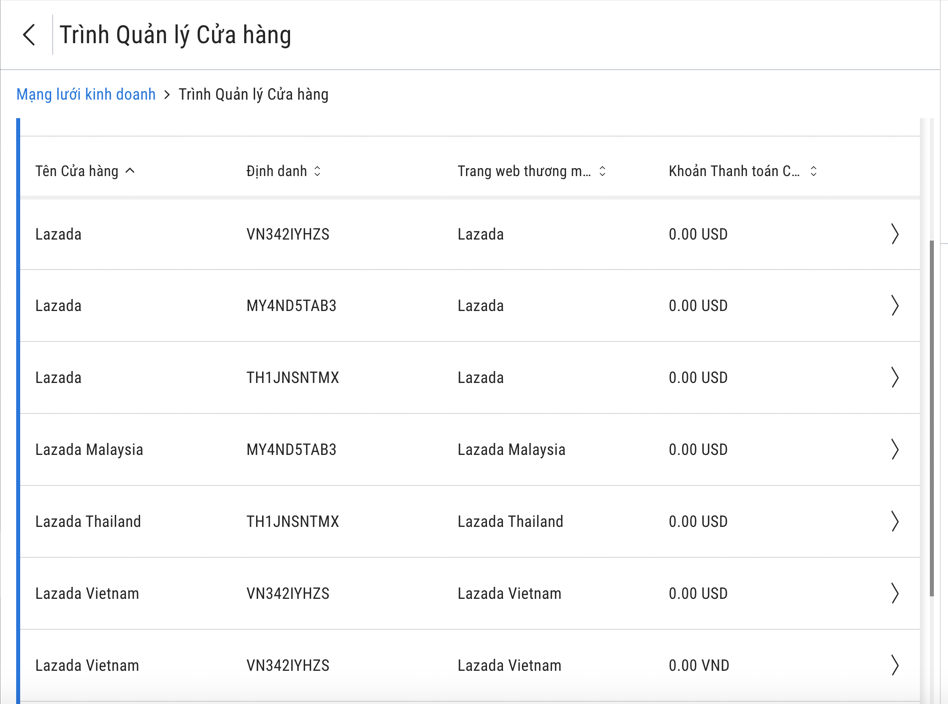 Trình Quản lý Cửa hàng
Mạng lưới kinh doanh > Trình Quản lý Cửa hàng
Tên Cửa hàng Định danh Trang web thương m... Khoản Thanh toán C...
Lazada VN342IYHZS Lazada 0.00 USD
Lazada MY4ND5TAB3 Lazada 0.00 USD
Lazada TH1JNSNTMX Lazada 0.00 USD
Lazada Malaysia MY4ND5TAB3 Lazada Malaysia 0.00 USD
Lazada Thailand TH1JNSNTMX Lazada Thailand 0.00 USD
Lazada Vietnam VN342IYHZS Lazada Vietnam 0.00 USD
Lazada Vietnam VN342IYHZS Lazada Vietnam 0.00 VND